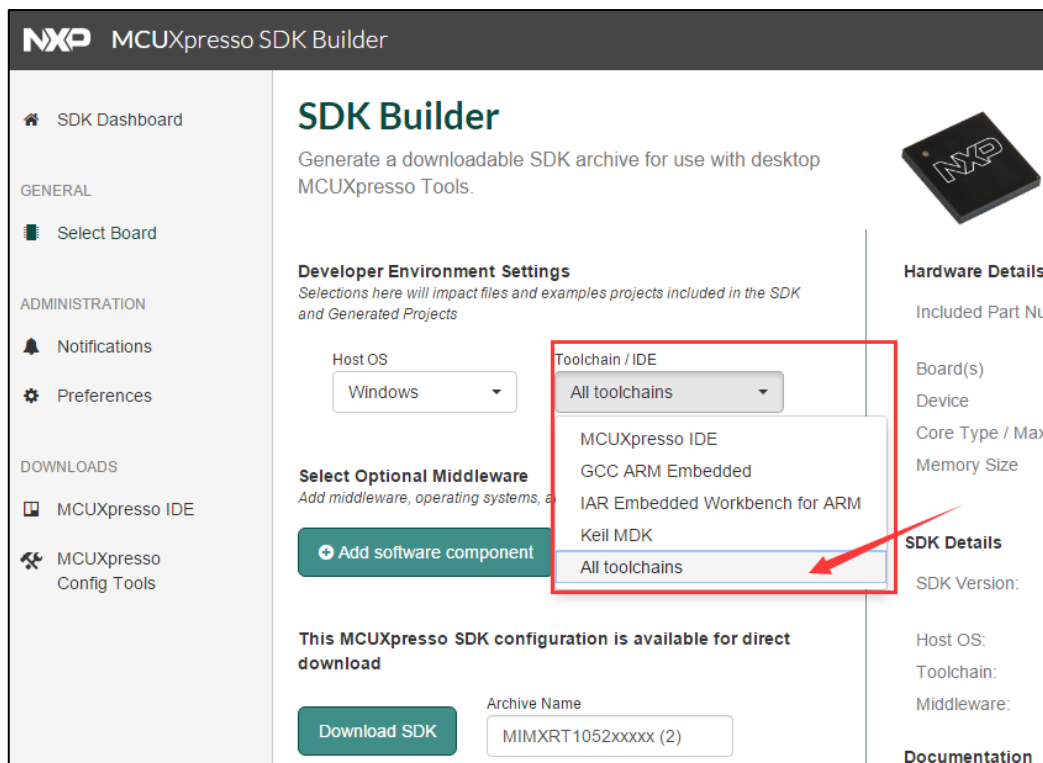 NXP MCUXpresso SDK Builder
SDK Dashboard
GENERAL
Select Board
ADMINISTRATION
Notifications
Preferences
DOWNLOADS
MCUXpresso IDE
MCUXpresso
Config Tools
SDK Builder
Generate a downloadable SDK archive for use with desktop
MCUXpresso Tools.
Developer Environment Settings
Selections here will impact files and examples projects included in the SDK
and Generated Projects
Host OS
Windows
Toolchain / IDE
All toolchains
MCUXpresso IDE
GCC ARM Embedded
IAR Embedded Workbench for ARM
Keil MDK
All toolchains
Select Optional Middleware
Add middleware, operating systems,
Add software component
This MCUXpresso SDK configuration is available for direct
download
Download SDK
Archive Name
MIMXRT1052xxxxx (2)
NXP
Hardware Details
Included Part
Board(s)
Device
Core Type / Max
Memory Size
SDK Details
SDK Version:
Host OS:
Toolchain:
Middleware:
Documentation